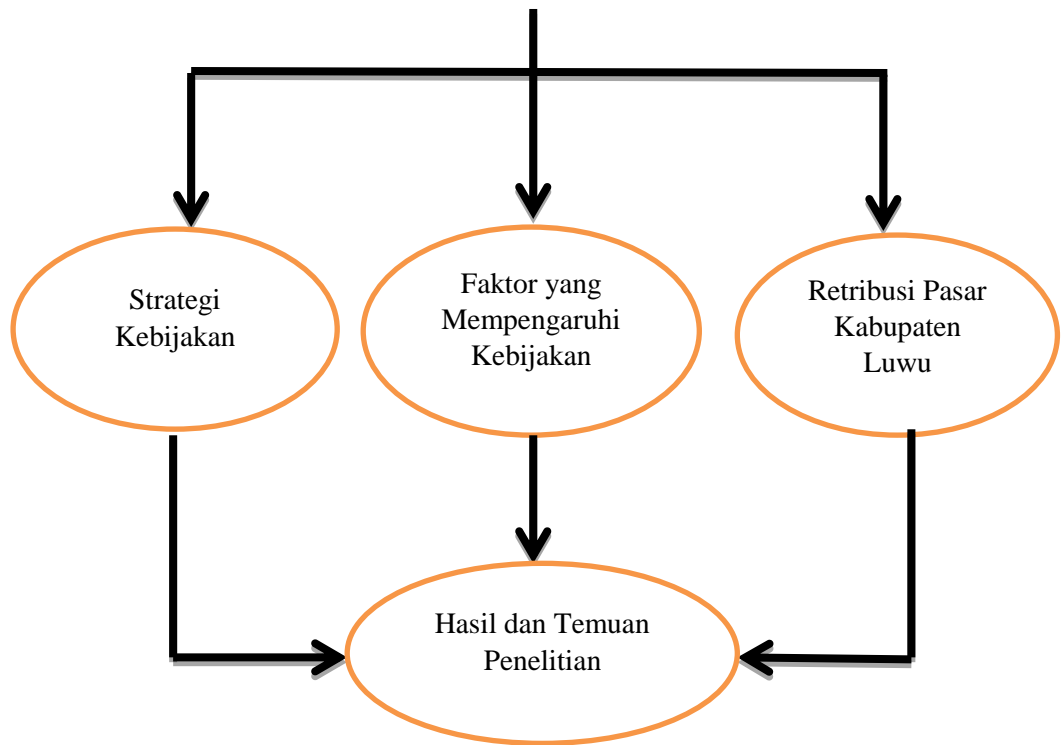 Strategi
Kebijakan
Faktor yang
Mempengaruhi
Kebijakan
Retribusi Pasar
Kabupaten
Luwu
Hasil dan Temuan
Penelitian